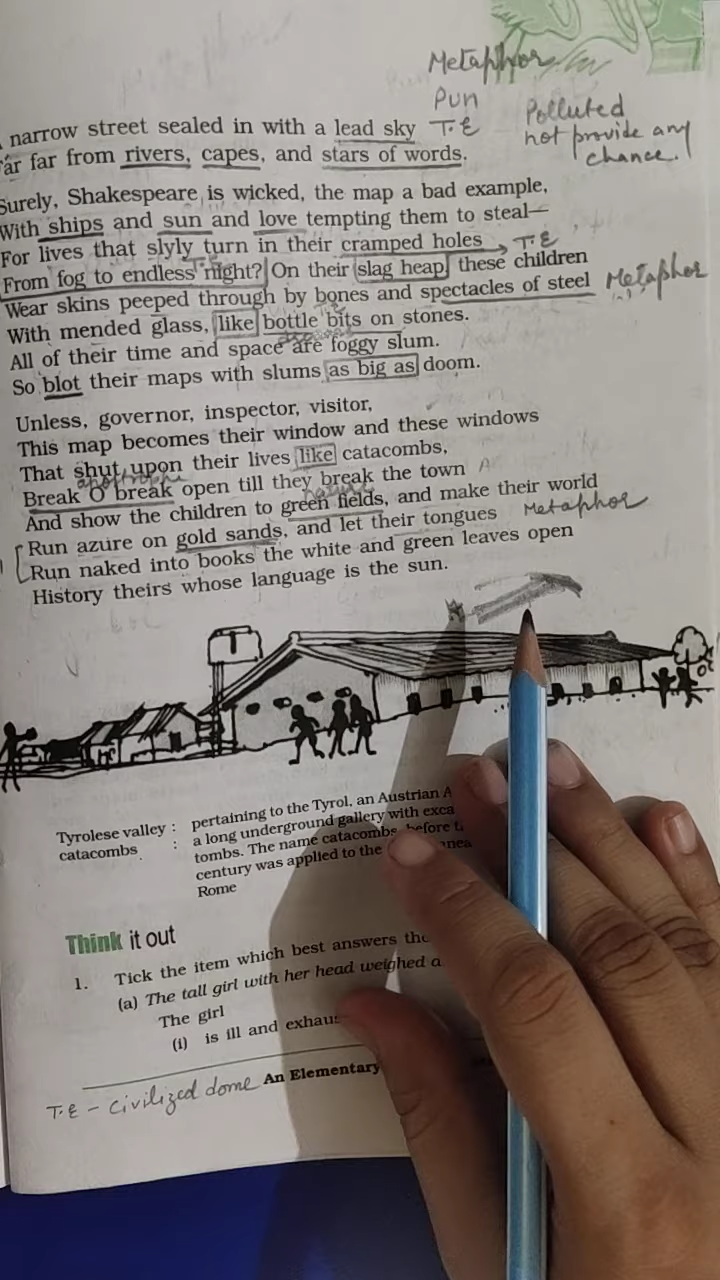 Metaphor
Pun
narrow street sealed in with a lead sky T.E Polluted
far far from rivers, capes, and stars of words. not provide any
chance.
Surely, Shakespeare is wicked, the map a bad example,
With ships and sun and love tempting them to steal—
For lives that slyly turn in their cramped holes T.E
T.E
From fog to endless night? On their slag heap, these children
Wear skins peeped through by bones and spectacles of steel Metaphor
With mended glass, like bottle bits on stones.
All of their time and space are foggy slum.
So blot their maps with slums as big as doom.
Unless, governor, inspector, visitor,
This map becomes their window and these windows
That shut upon their lives like catacombs,
apostrophe
Break O break open till they break the town A
nature
And show the children to green fields, and make their world
Run azure on gold sands, and let their tongues Metaphor
Run naked into books the white and green leaves open
History theirs whose language is the sun.
Tyrolese valley : pertaining to the Tyrol, an Austrian A
catacombs : a long underground gallery with exca
tombs. The name catacombs before t
century was applied to the
Rome
Think it out
1. Tick the item which best answers the
(a) The tall girl with her head weighed
The girl
(i) is ill and exhaus
An Elementary
T.E - Civilized dome